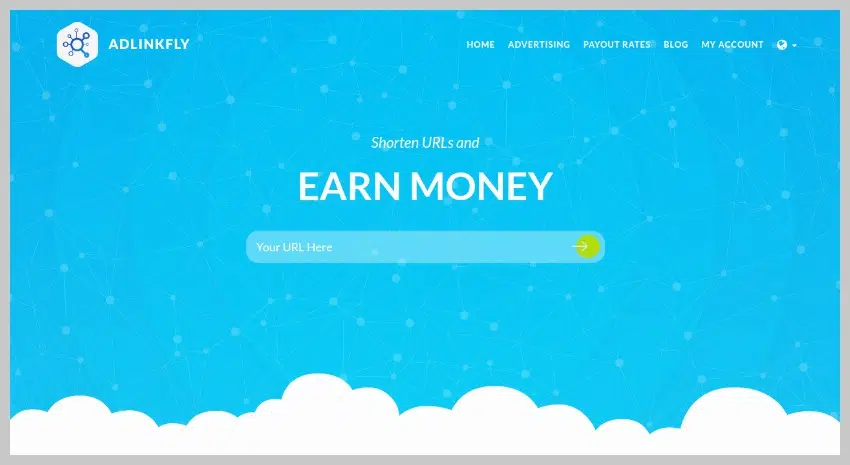 ADLINKFLY
HOME ADVERTISING PAYOUT RATES BLOG MY ACCOUNT
Shorten URLs and
EARN MONEY
Your URL Here